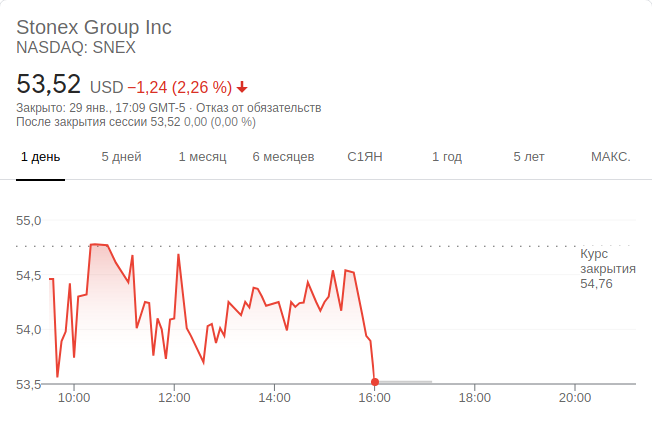 Stonex Group Inc
NASDAQ: SNEX
53,52 USD −1,24 (2,26 %)
Закрыто: 29 янв., 17:09 GMT-5 · Отказ от обязательств
После закрытия сессии 53,52 0,00 (0,00 %)
1 день 5 дней 1 месяц 6 месяцев С1ЯН 1 год 5 лет МАКС.
55,0
Курс
закрытия
54,76
54,5
54,0
53,5
10:00 12:00 14:00 16:00 18:00 20:00